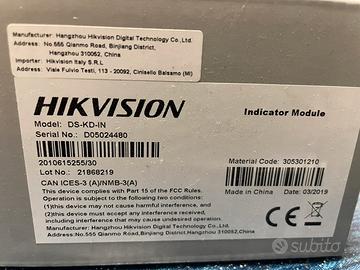 Manufacturer: Hangzhou Hikvision Digital Technology Co.,Ltd.
Address: No.555 Qianmo Road, Binjiang District,
Hangzhou 310052, China
Importer: Hikvision Italy S.R.L
Address: Viale Fulvio Testi, 113 - 20092, Cinisello Balsamo (MI)
HIKVISION
Indicator Module
Model: DS-KD-IN
Serial No.: D05024480
2010615255/30
Lot No.: 21868219
Material Code: 305301210
Made in China 03/2019
CAN ICES-3 (A)/NMB-3(A)
This device complies with Part 15 of the FCC Rules.
Operation is subject to the following two conditions:
(1)this device may not cause harmful interference, and
(2)this device must accept any interference received,
including interference that may cause undesired operation.
Manufacturer: Hangzhou Hikvision Digital Technology Co.,Ltd.
Address:No.555 Qianmo Road,Binjiang District,Hangzhou 310052,China
CE
subito